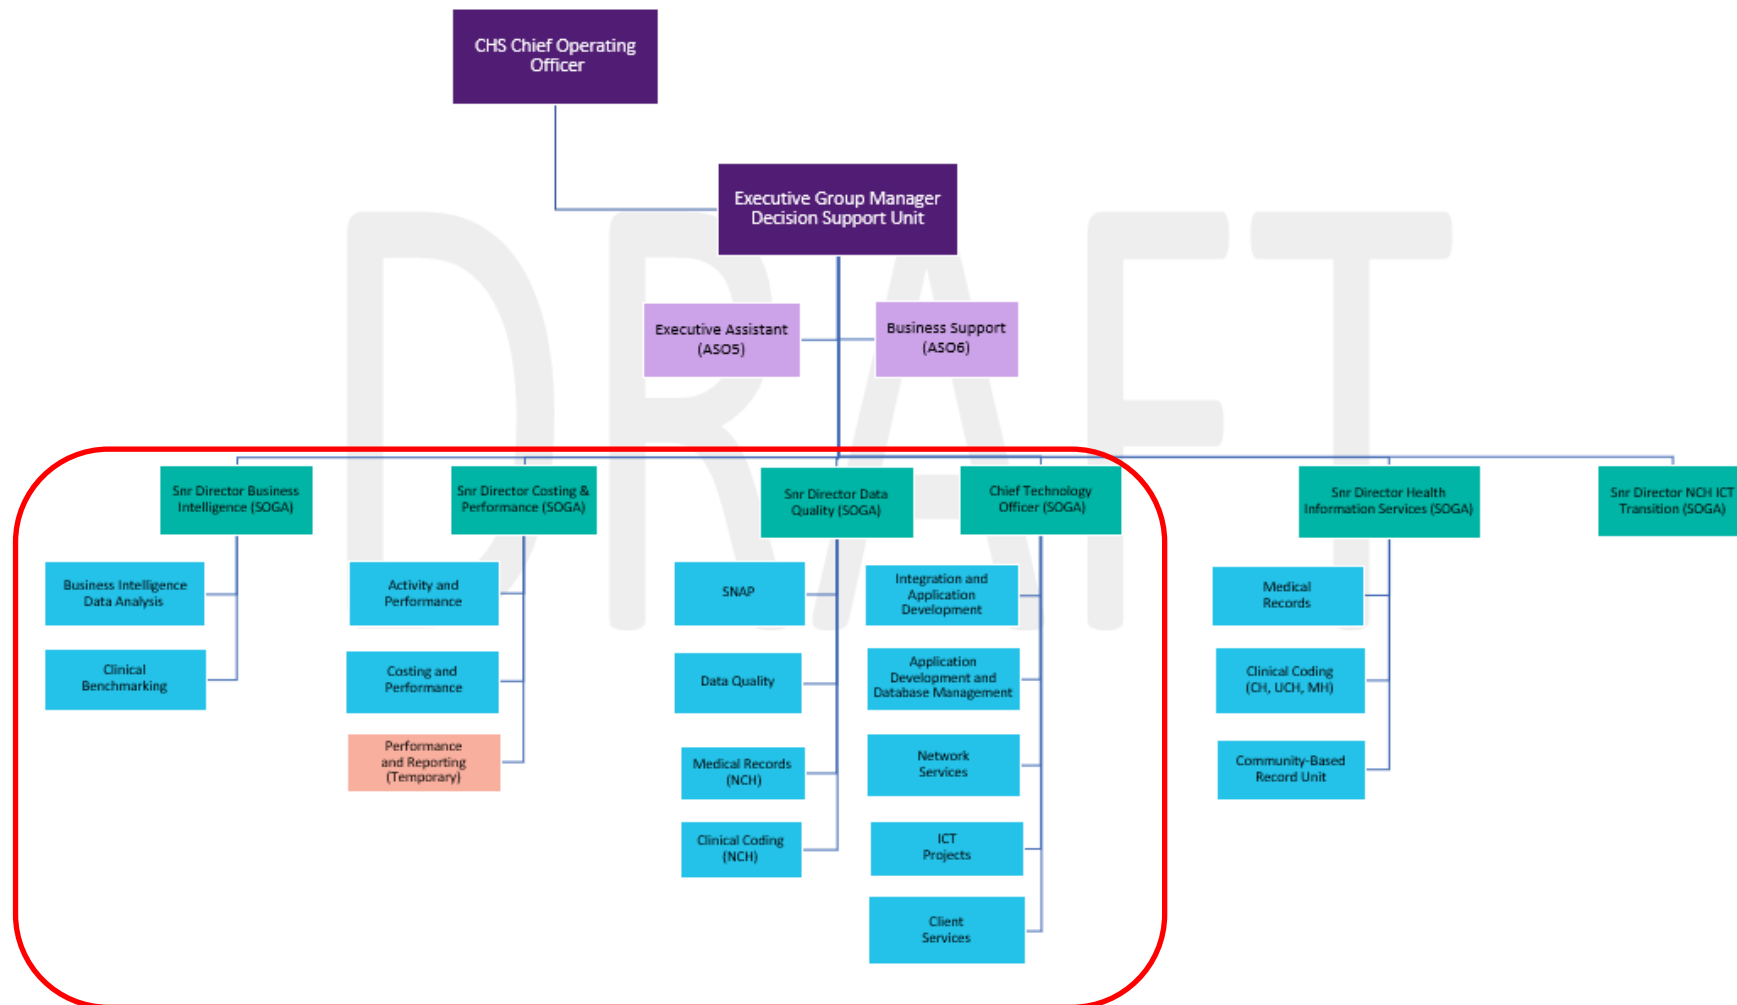 CHS Chief Operating
Officer
Executive Group Manager
Decision Support Unit
DRAFT
Executive Assistant
(ASO5)
Business Support
(ASO6)
Snr Director Business
Intelligence (SOGA)
Snr Director Costing &
Performance (SOGA)
Snr Director Data
Quality (SOGA)
Chief Technology
Officer (SOGA)
Snr Director Health
Information Services (SOGA)
Snr Director NCH ICT
Transition (SOGA)
Business Intelligence
Data Analysis
Clinical
Benchmarking
Activity and
Performance
Costing and
Performance
Performance
and Reporting
(Temporary)
SNAP
Data Quality
Medical Records
(NCH)
Clinical Coding
(NCH)
Integration and
Application
Development
Application
Development and
Database Management
Network
Services
ICT
Projects
Client
Services
Medical
Records
Clinical Coding
(CH, UCH, MH)
Community-Based
Record Unit